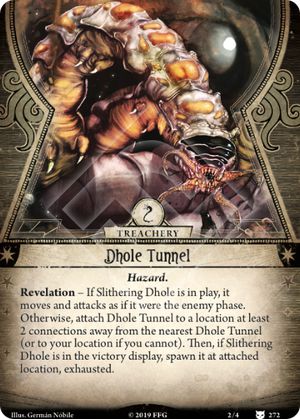 TREACHERY
Dhole Tunnel
Hazard.
Revelation – If Slithering Dhole is in play, it
moves and attacks as if it were the enemy phase.
Otherwise, attach Dhole Tunnel to a location at least
2 connections away from the nearest Dhole Tunnel
(or to your location if you cannot). Then, if Slithering
Dhole is in the victory display, spawn it at attached
location, exhausted.
Illus. Germán Nobile © 2019 FFG 2/4 272